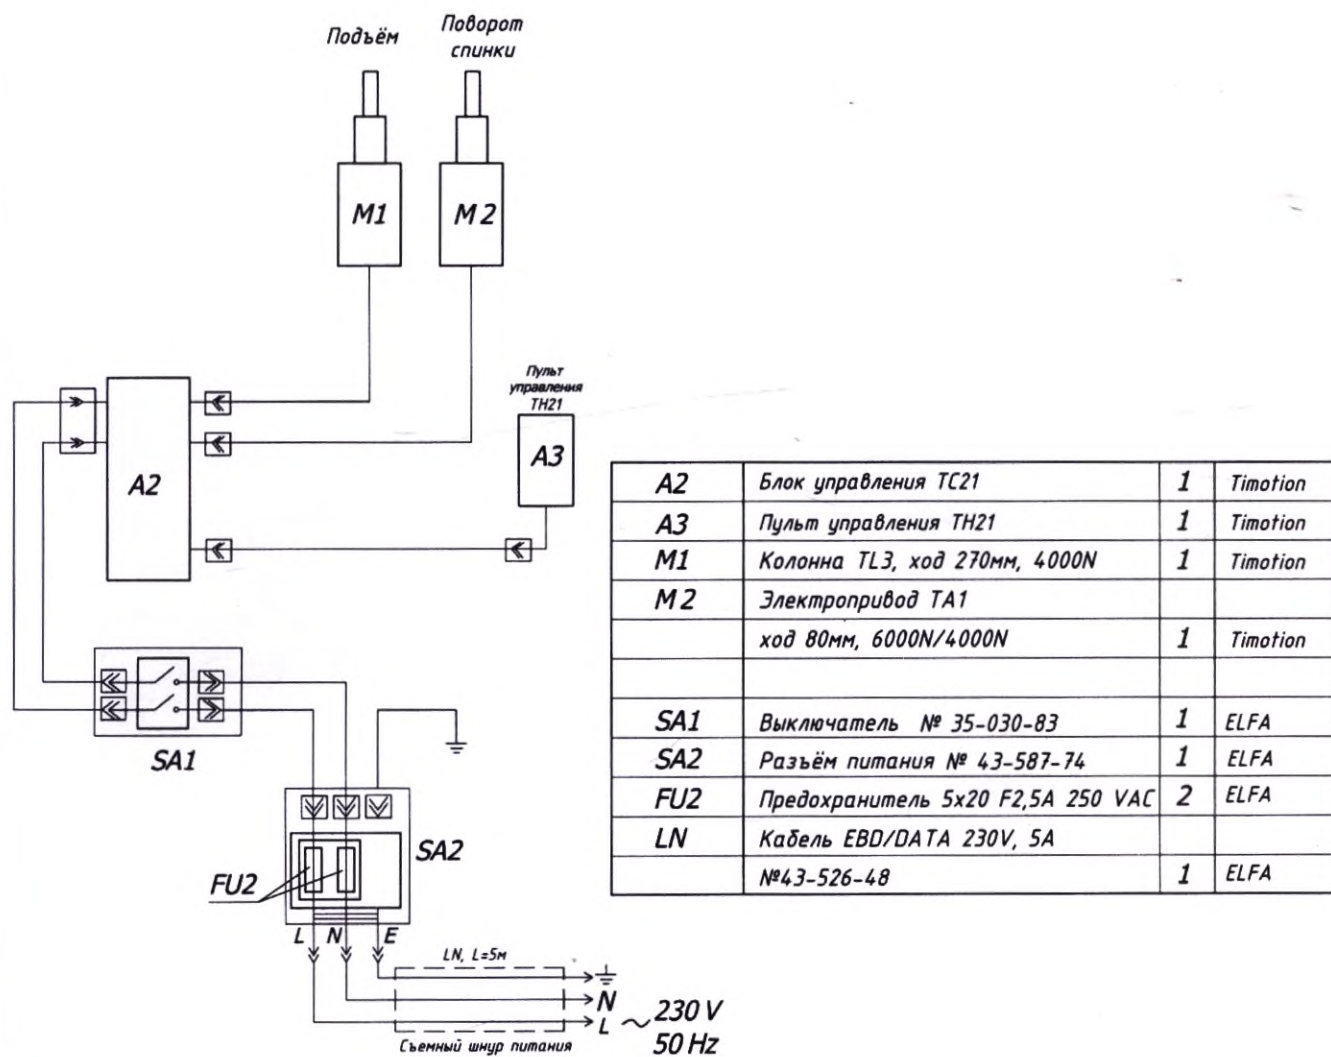 Подъём
Поворот
спинки
M1
M2
Пульт
управления
TH21
A2
A3
SA1
SA2
FU2
L N E
LN, L=5м
N
L ~ 230 V
50 Hz
Съемный шнур питания
A2 Блок управления TC21 1 Timotion
A3 Пульт управления TH21 1 Timotion
M1 Колонна TL3, ход 270мм, 4000N 1 Timotion
M2 Электропривод TA1
ход 80мм, 6000N/4000N 1 Timotion
SA1 Выключатель № 35-030-83 1 ELFA
SA2 Разъём питания № 43-587-74 1 ELFA
FU2 Предохранитель 5x20 F2,5A 250 VAC 2 ELFA
LN Кабель EBD/DATA 230V, 5A
№43-526-48 1 ELFA